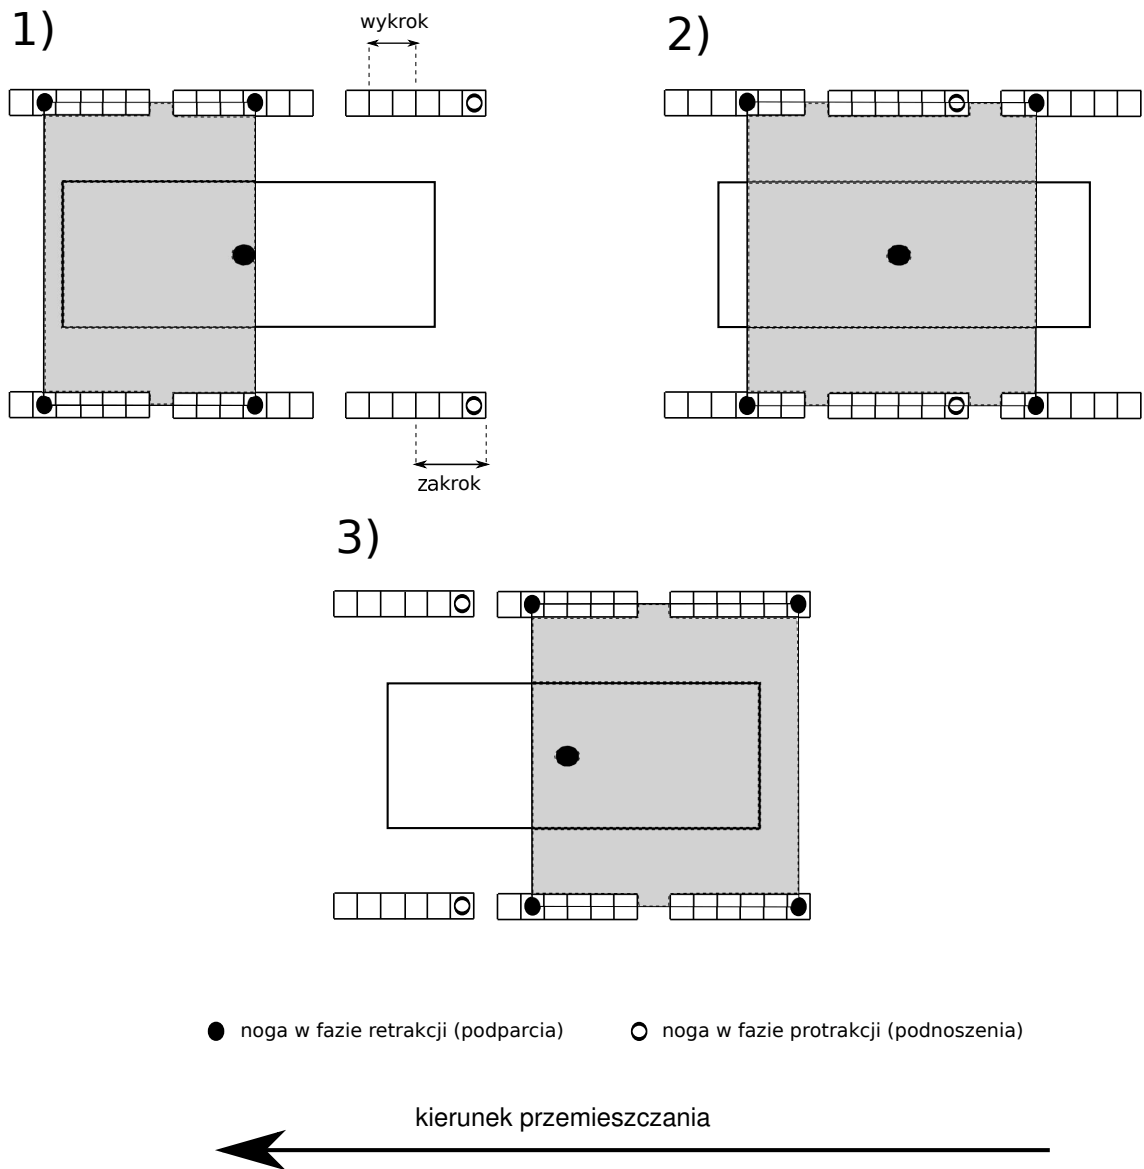 1)
wykrok
2)
zakrok
3)
noga w fazie retrakcji (podparcia)
noga w fazie protrakcji (podnoszenia)
kierunek przemieszczania